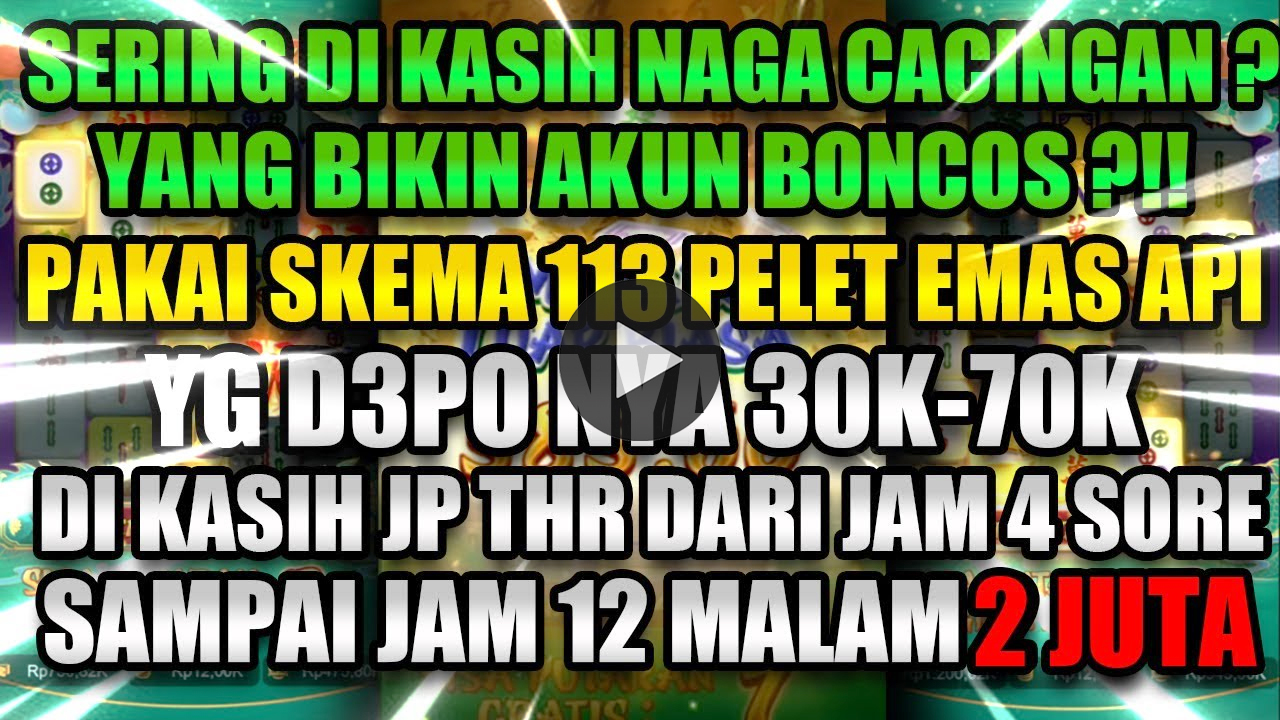 SERING DI KASIH NAGA CACINGAN ?
YANG BIKIN AKUN BONCOS ?!!
PAKAI SKEMA 113 PELET EMAS API
YG D3PO NYA 30K-70K
DI KASIH JP THR DARI JAM 4 SORE
SAMPAI JAM 12 MALAM 2 JUTA